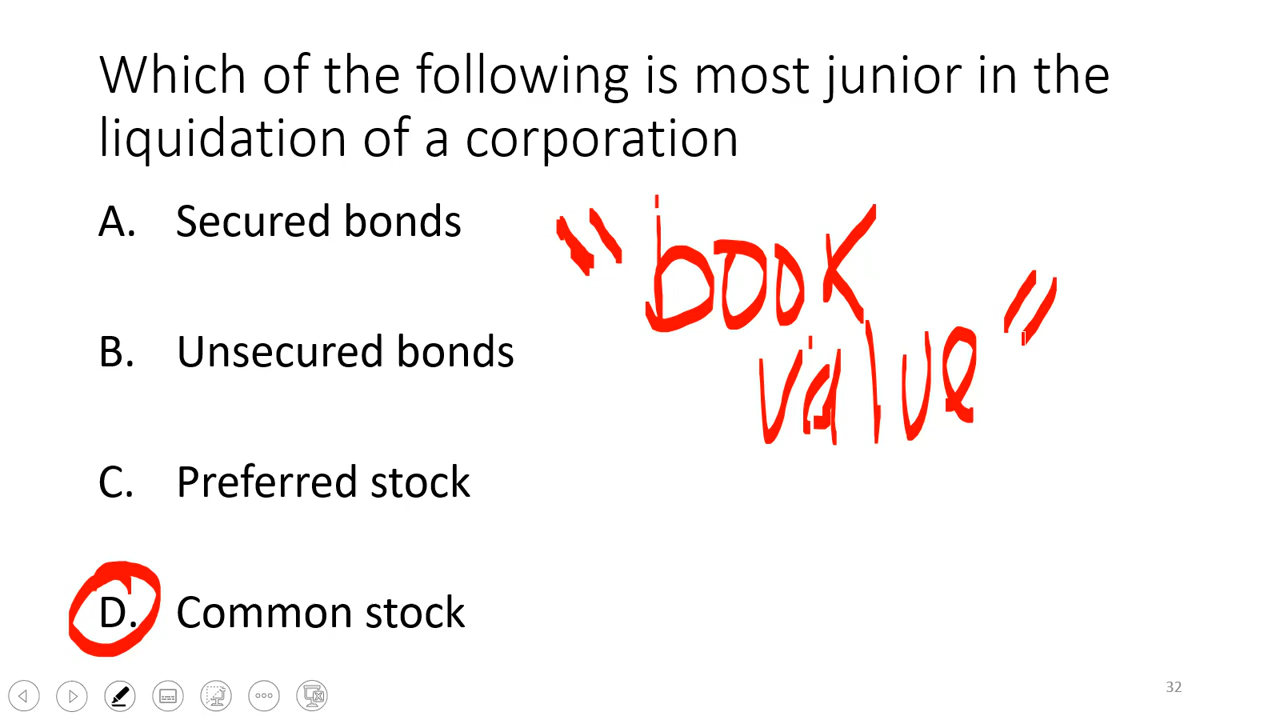 Which of the following is most junior in the
liquidation of a corporation
A. Secured bonds
"book
value"
B. Unsecured bonds
C. Preferred stock
D. Common stock
32